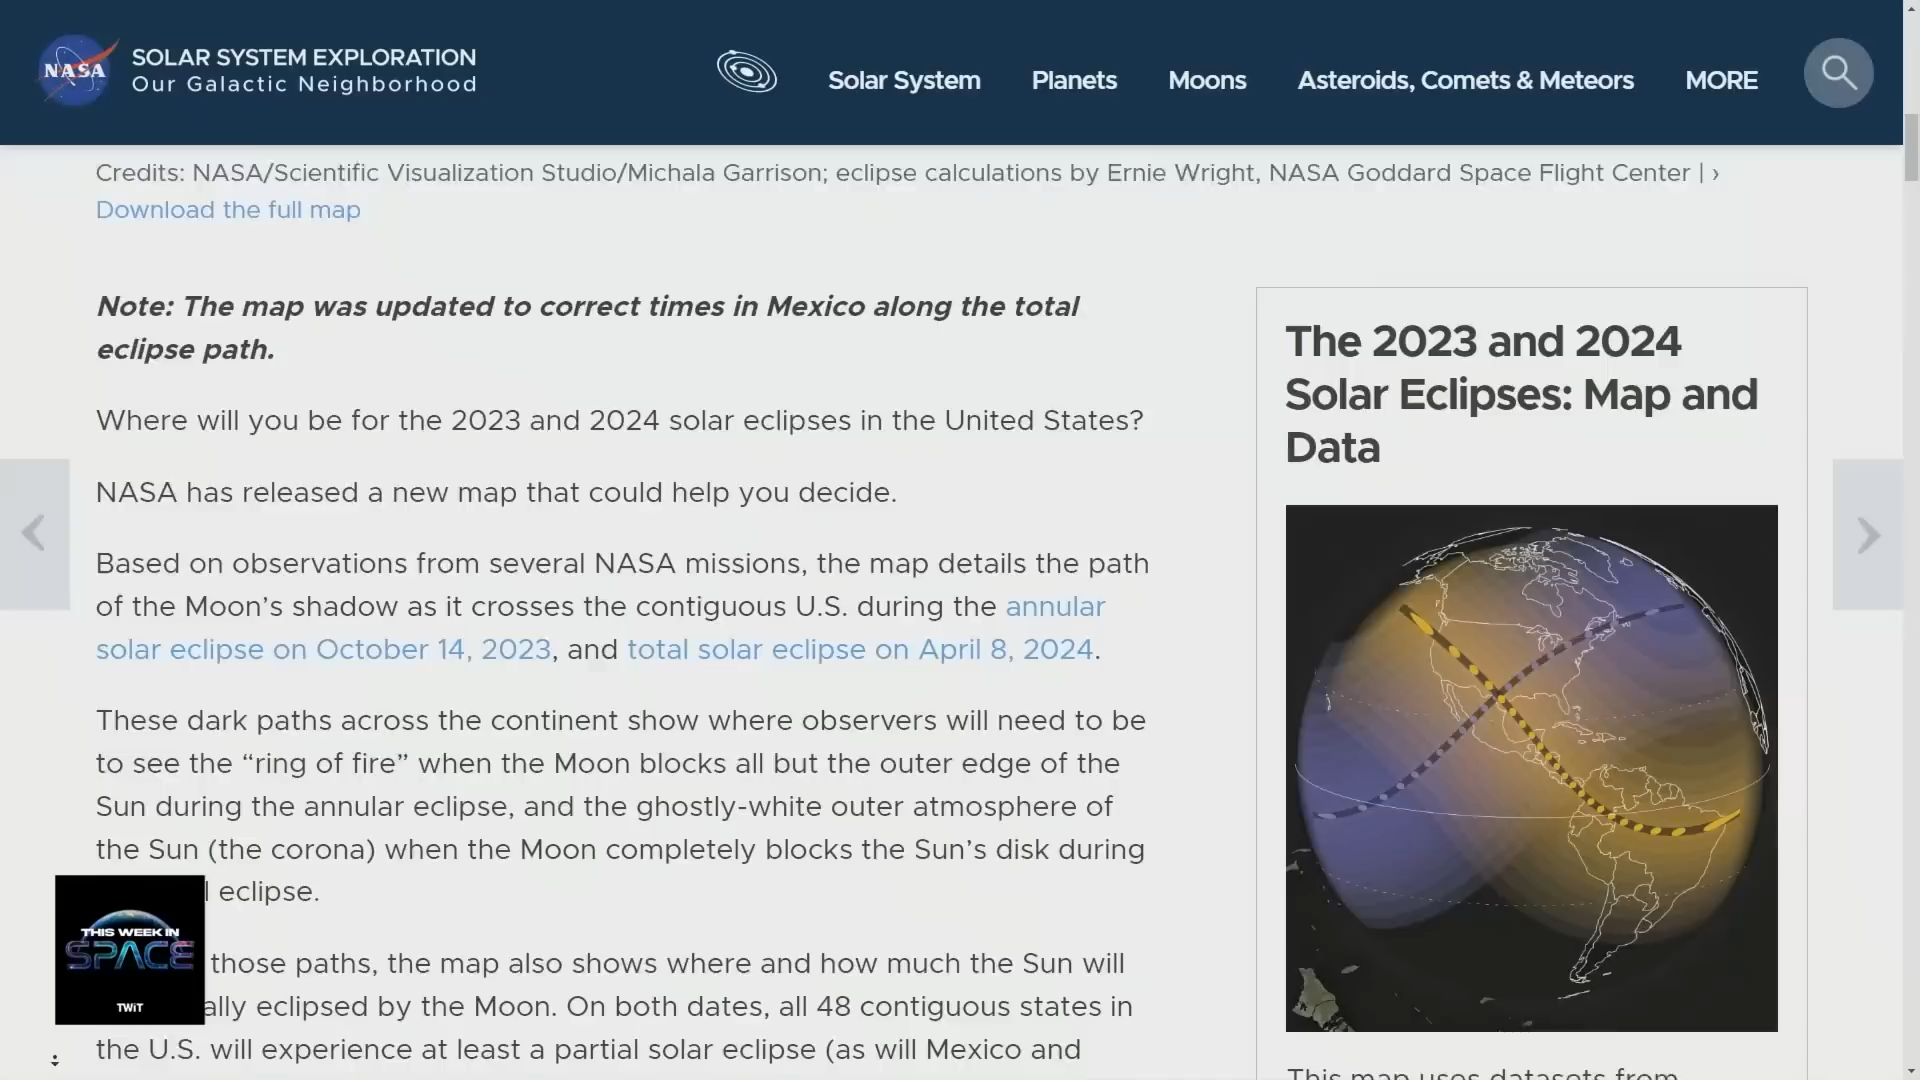 NASA
SOLAR SYSTEM EXPLORATION
Our Galactic Neighborhood
Solar System
Planets
Moons
Asteroids, Comets & Meteors
MORE
Credits: NASA/Scientific Visualization Studio/Michala Garrison; eclipse calculations by Ernie Wright, NASA Goddard Space Flight Center | ›
Download the full map
Note: The map was updated to correct times in Mexico along the total
eclipse path.
Where will you be for the 2023 and 2024 solar eclipses in the United States?
NASA has released a new map that could help you decide.
Based on observations from several NASA missions, the map details the path
of the Moon’s shadow as it crosses the contiguous U.S. during the annular
solar eclipse on October 14, 2023, and total solar eclipse on April 8, 2024.
These dark paths across the continent show where observers will need to be
to see the “ring of fire” when the Moon blocks all but the outer edge of the
Sun during the annular eclipse, and the ghostly-white outer atmosphere of
the Sun (the corona) when the Moon completely blocks the Sun’s disk during
eclipse.
those paths, the map also shows where and how much the Sun will
ally eclipsed by the Moon. On both dates, all 48 contiguous states in
the U.S. will experience at least a partial solar eclipse (as will Mexico and
THIS WEEK IN
SPACE
TWiT
The 2023 and 2024
Solar Eclipses: Map and
Data
This map uses datasets from